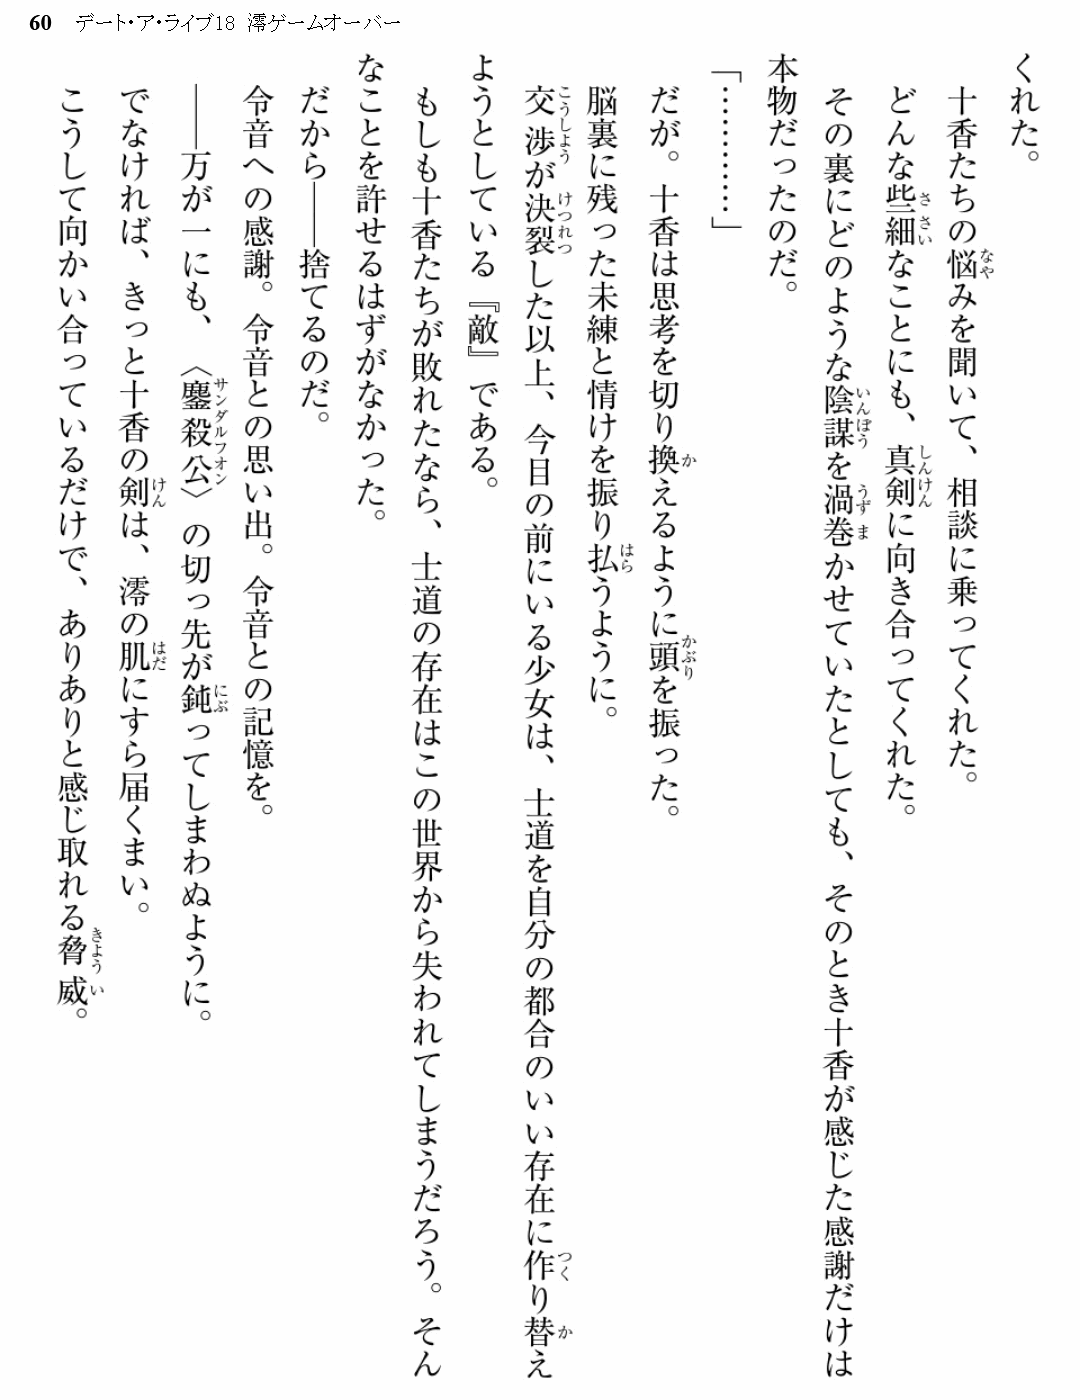 60 デート・ア・ライブ18 澪ゲームオーバー
くれた。
十香たちの悩みを聞いて、相談に乗ってくれた。
どんな些細なことにも、真剣に向き合ってくれた。
その裏にどのような陰謀を渦巻かせていたとしても、そのとき十香が感じた感謝だけは
本物だったのだ。
「…………」
だが。十香は思考を切り換えるように頭を振った。
脳裏に残った未練と情けを振り払うように。
交渉が決裂した以上、今目の前にいる少女は、士道を自分の都合のいい存在に作り替え
ようとしている『敵』である。
もしも十香たちが敗れたなら、士道の存在はこの世界から失われてしまうだろう。そん
なことを許せるはずがなかった。
だから――捨てるのだ。
令音への感謝。令音との思い出。令音との記憶を。
――万が一にも、〈鏖殺公〉の切っ先が鈍ってしまわぬように。
でなければ、きっと十香の剣は、澪の肌にすら届くまい。
こうして向かい合っているだけで、ありありと感じ取れる脅威。